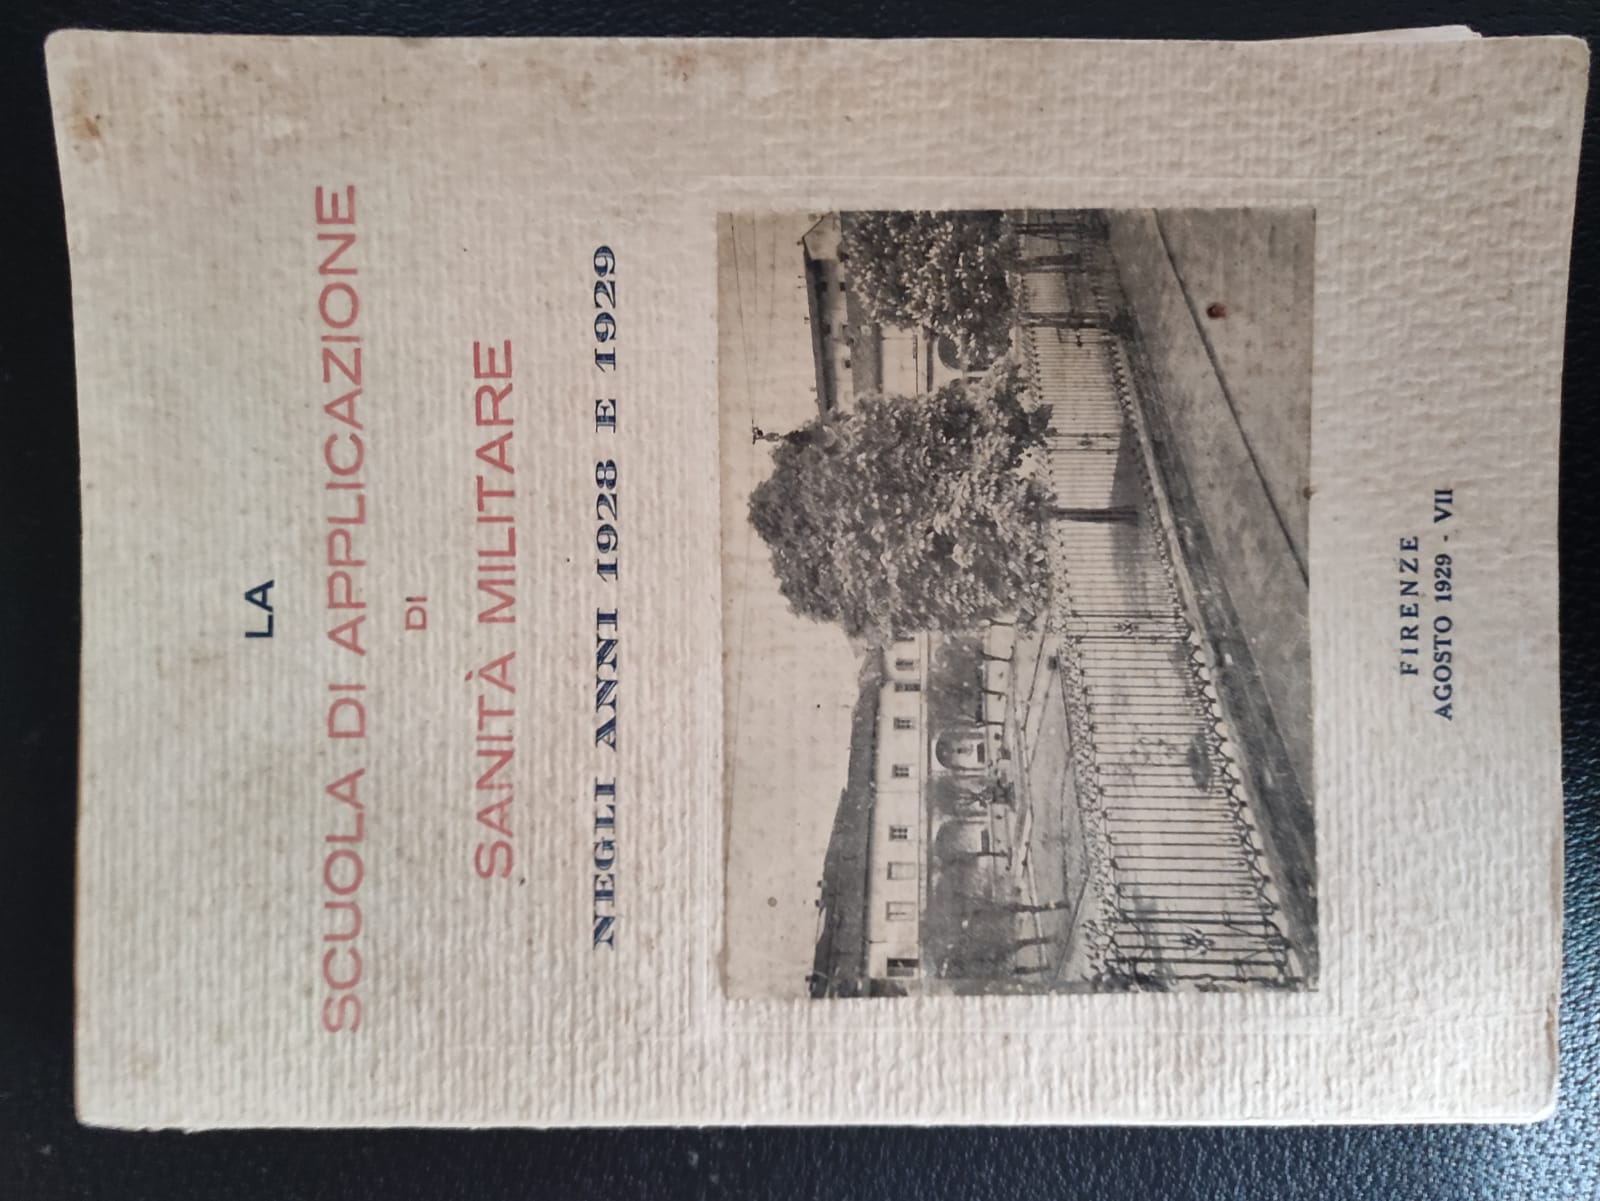 LA
SCUOLA DI APPLICAZIONE
DI
SANITÀ MILITARE
NEGLI ANNI 1928 E 1929
FIRENZE
AGOSTO 1929 - VII